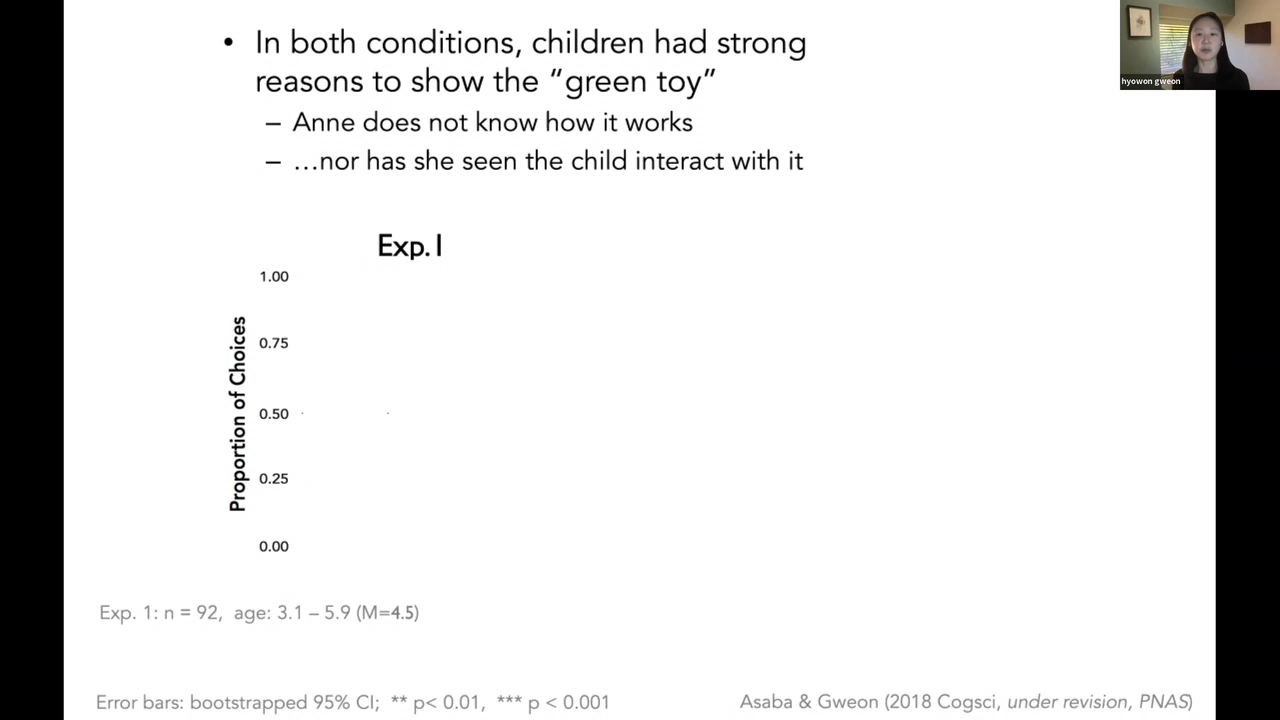 • In both conditions, children had strong
reasons to show the “green toy”
– Anne does not know how it works
– …nor has she seen the child interact with it
hyowon gweon
Exp. 1
1.00
0.75
0.50
0.25
0.00
Proportion of Choices
Exp. 1: n = 92, age: 3.1 – 5.9 (M=4.5)
Error bars: bootstrapped 95% CI; ** p< 0.01, *** p < 0.001
Asaba & Gweon (2018 Cogsci, under revision, PNAS)